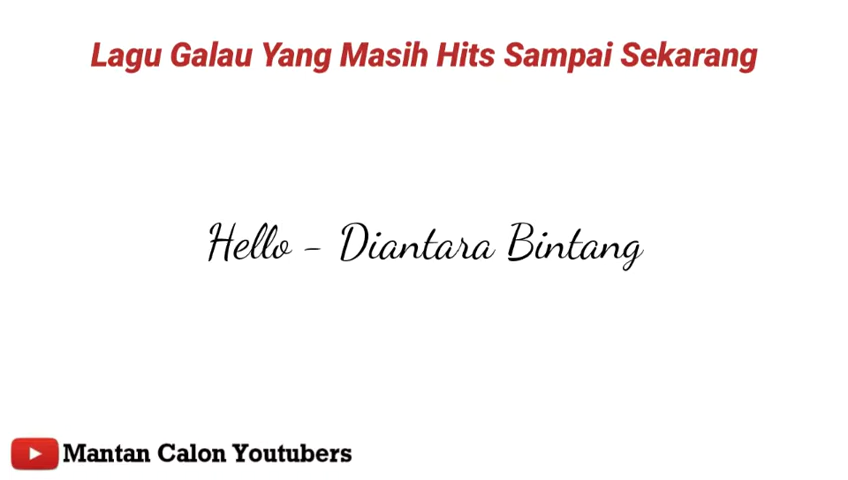 Lagu Galau Yang Masih Hits Sampai Sekarang
Hello - Diantara Bintang
Mantan Calon Youtubers